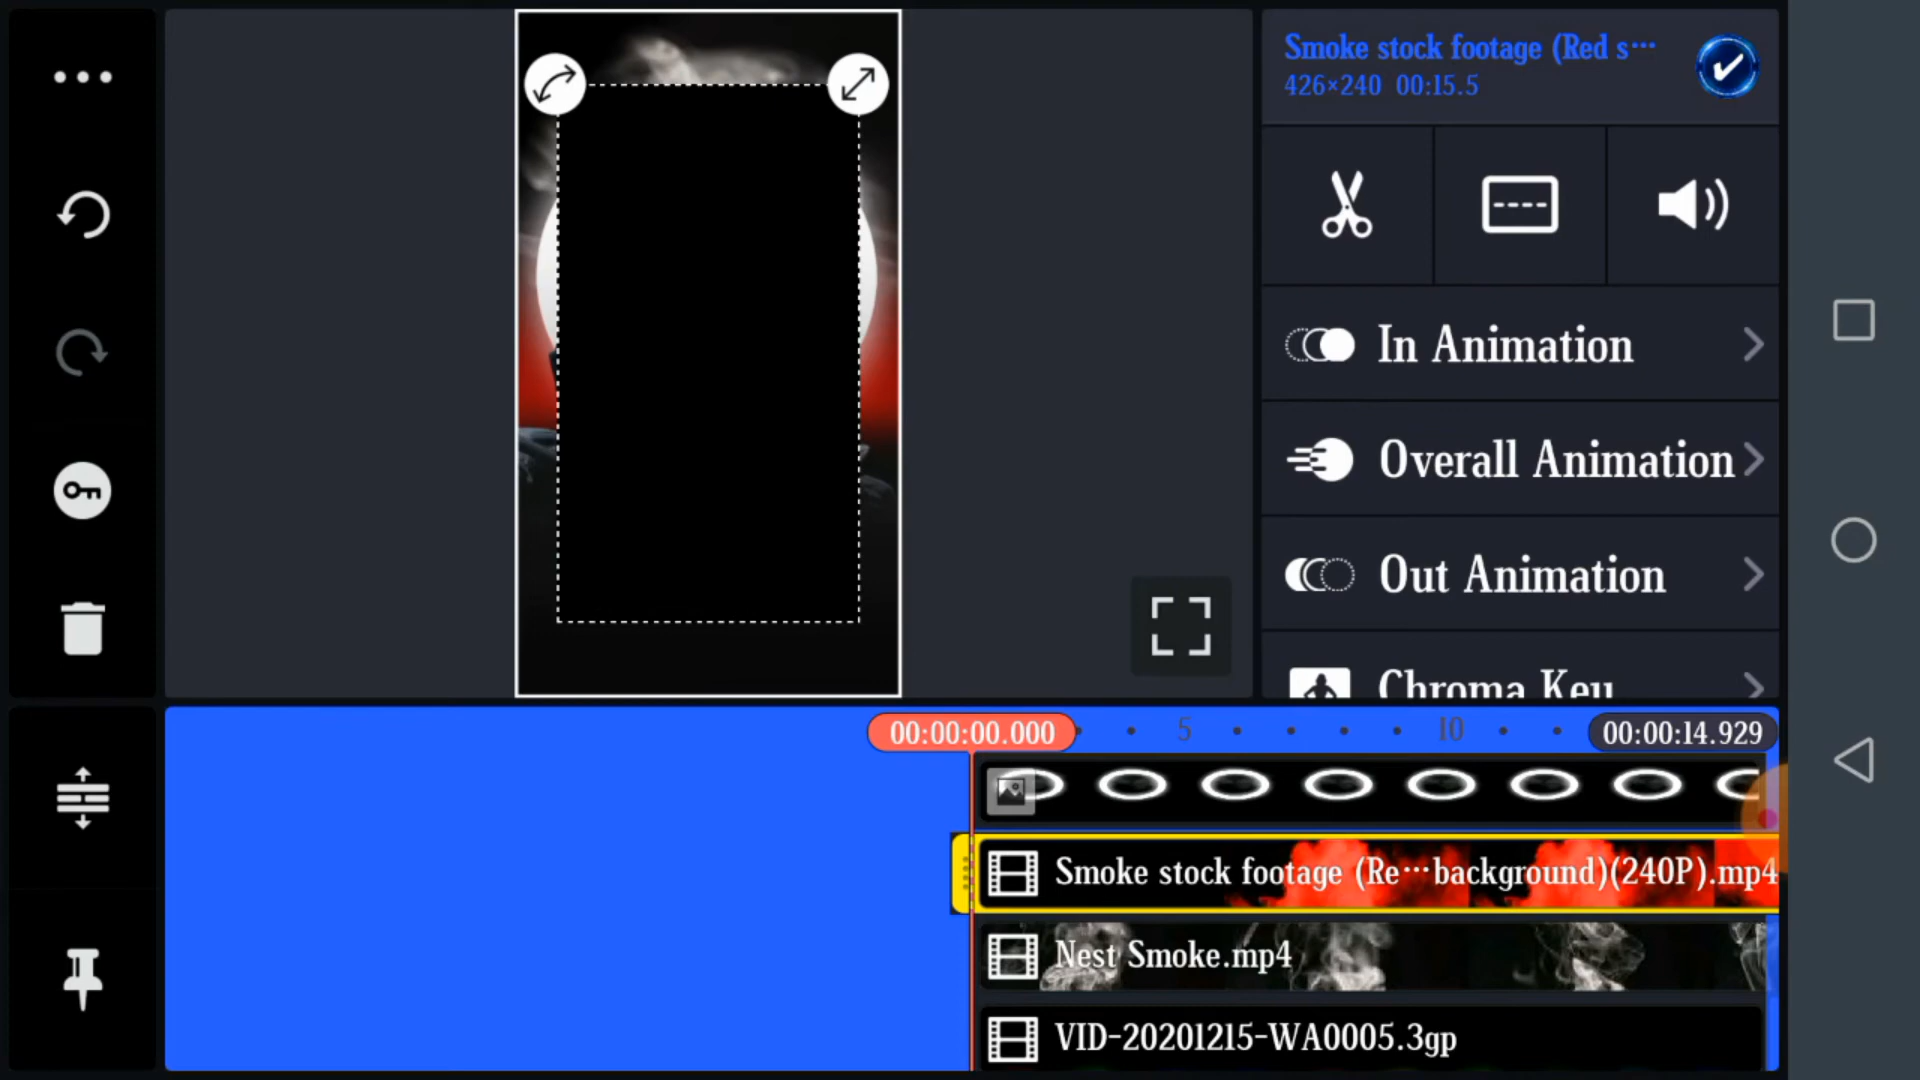 Smoke stock footage (Red s···
426×240 00:15.5
In Animation
Overall Animation
Out Animation
Chroma Key
00:00:00.000
5
10
00:00:14.929
Smoke stock footage (Re···background)(240P).mp4
Nest Smoke.mp4
VID-20201215-WA0005.3gp